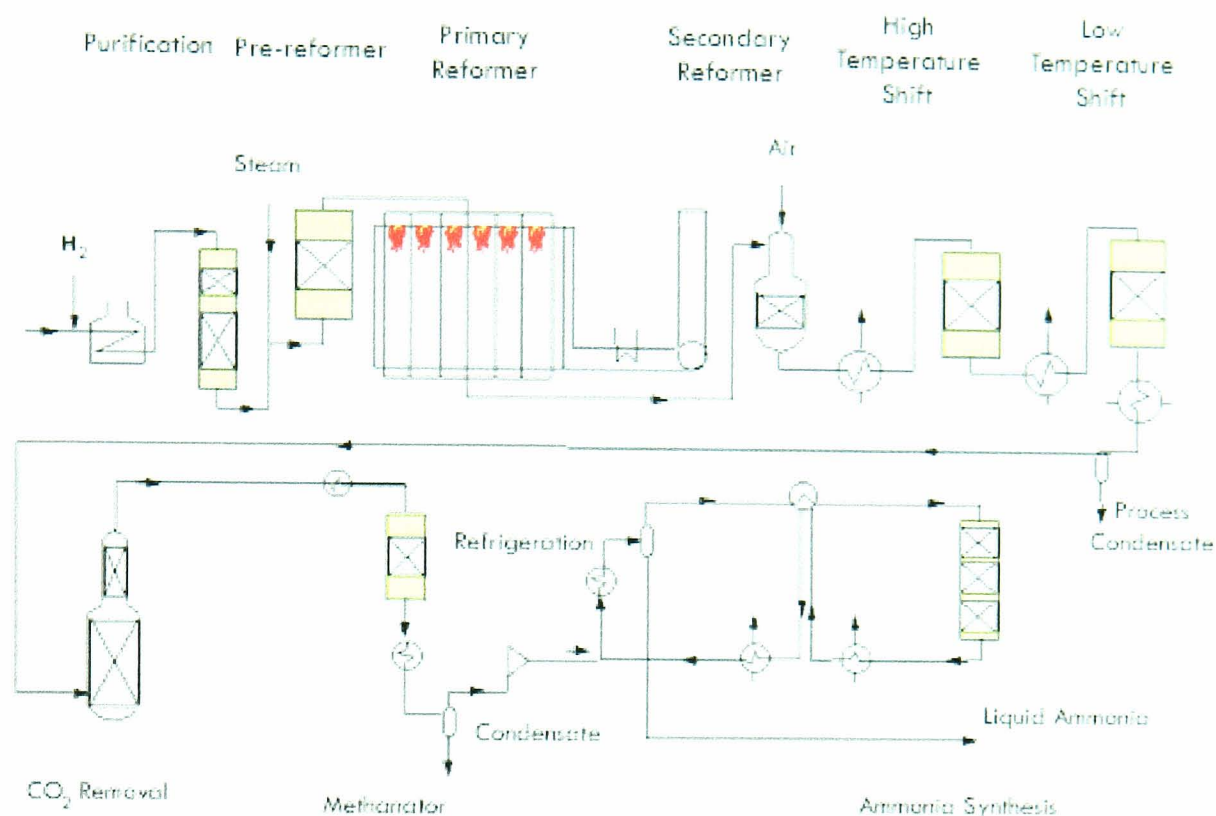 Purification
Pre-reformer
Primary
Reformer
Secondary
Reformer
High
Temperature
Shift
Low
Temperature
Shift
Steam
Air
H2
Process
Condensate
Refrigeration
Condensate
Liquid Ammonia
CO2 Removal
Methanator
Ammonia Synthesis